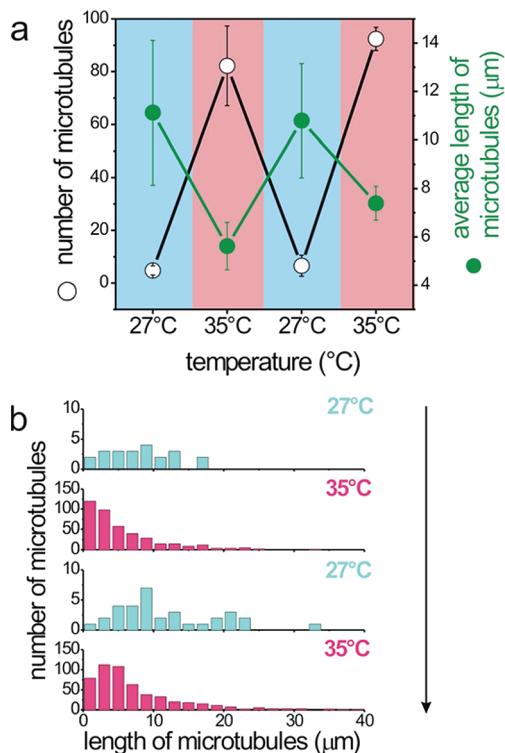 a
number of microtubules
100
80
60
40
20
0
14
12
10
8
6
4
average length of
microtubules (μm)
27°C 35°C 27°C 35°C
temperature (°C)
b
number of microtubules
10
5
0
27°C
150
100
50
0
35°C
10
5
0
27°C
150
100
50
0
35°C
0 10 20 30 40
length of microtubules (μm)